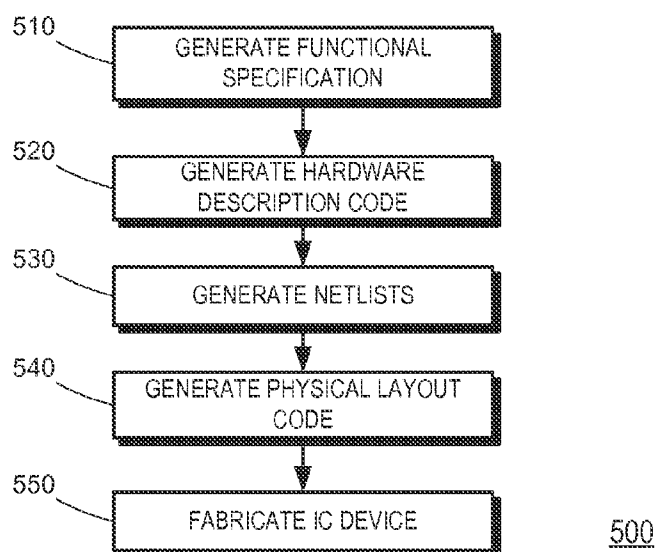 510
GENERATE FUNCTIONAL
SPECIFICATION
520
GENERATE HARDWARE
DESCRIPTION CODE
530
GENERATE NETLISTS
540
GENERATE PHYSICAL LAYOUT
CODE
550
FABRICATE IC DEVICE
500